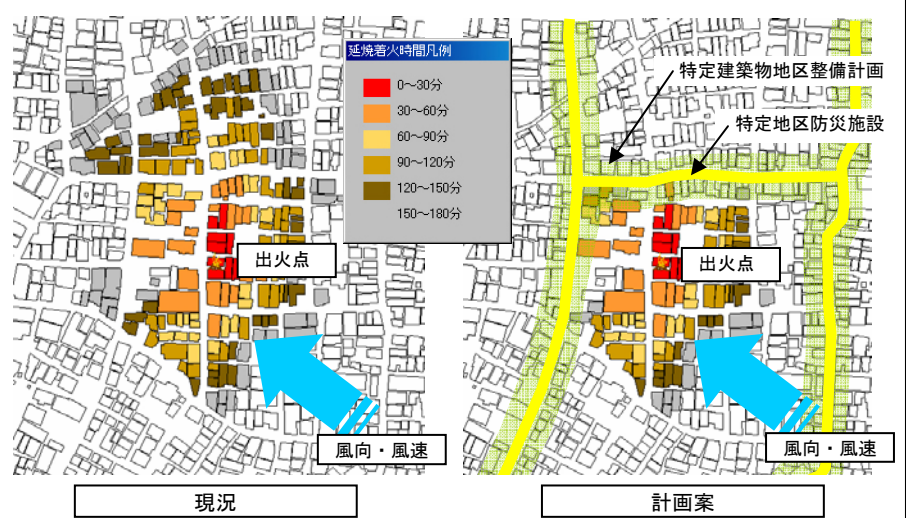 延焼着火時間凡例
0～30分
30～60分
60～90分
90～120分
120～150分
150～180分
特定建築物地区整備計画
特定地区防災施設
出火点
出火点
風向・風速
風向・風速
現況
計画案